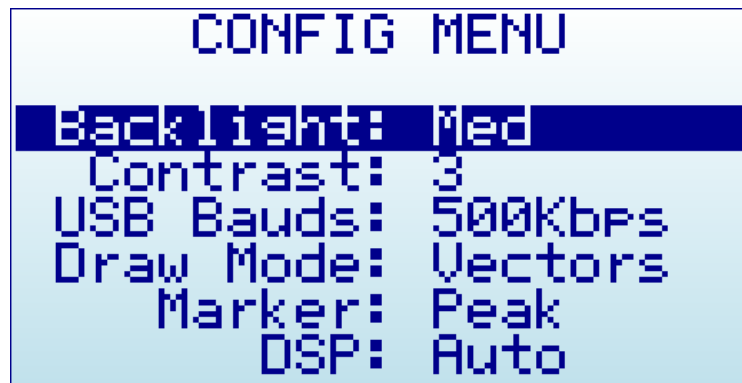 CONFIG MENU
Backlight: Med
Contrast: 3
USB Bauds: 500Kbps
Draw Mode: Vectors
Marker: Peak
DSP: Auto